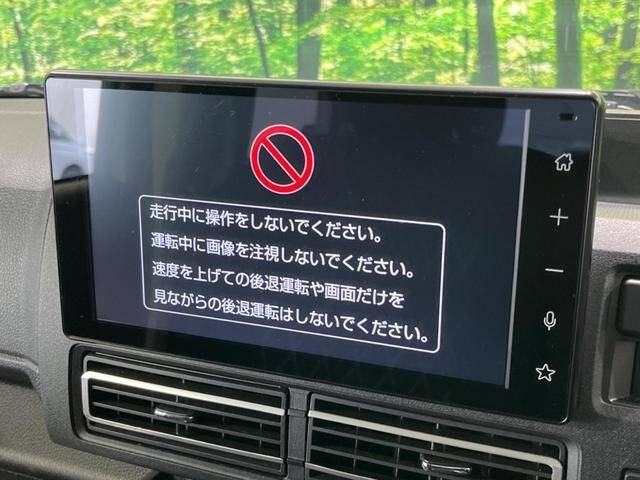 走行中に操作をしないでください。
運転中に画像を注視しないでください。
速度を上げての後退運転や画面だけを
見ながらの後退運転はしないでください。